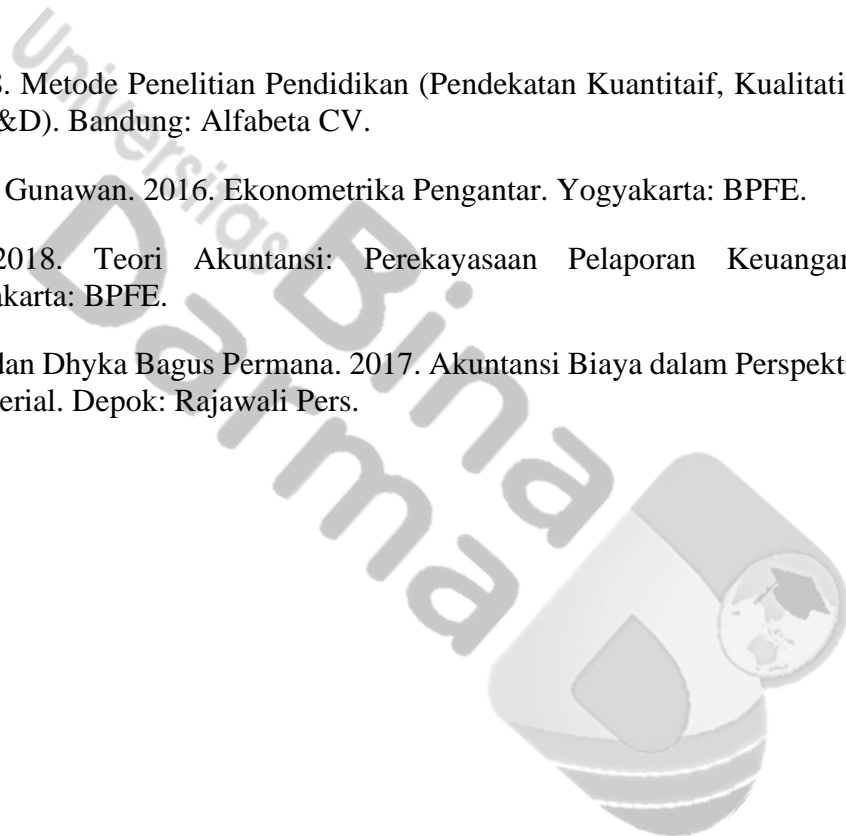 . Metode Penelitian Pendidikan (Pendekatan Kuantitaif, Kualitati
&D). Bandung: Alfabeta CV.
Gunawan. 2016. Ekonometrika Pengantar. Yogyakarta: BPFE.
2018. Teori Akuntansi: Perekayasaan Pelaporan Keuangan
akarta: BPFE.
dan Dhyka Bagus Permana. 2017. Akuntansi Biaya dalam Perspekt
erial. Depok: Rajawali Pers.
Universitas
Bina
Darma